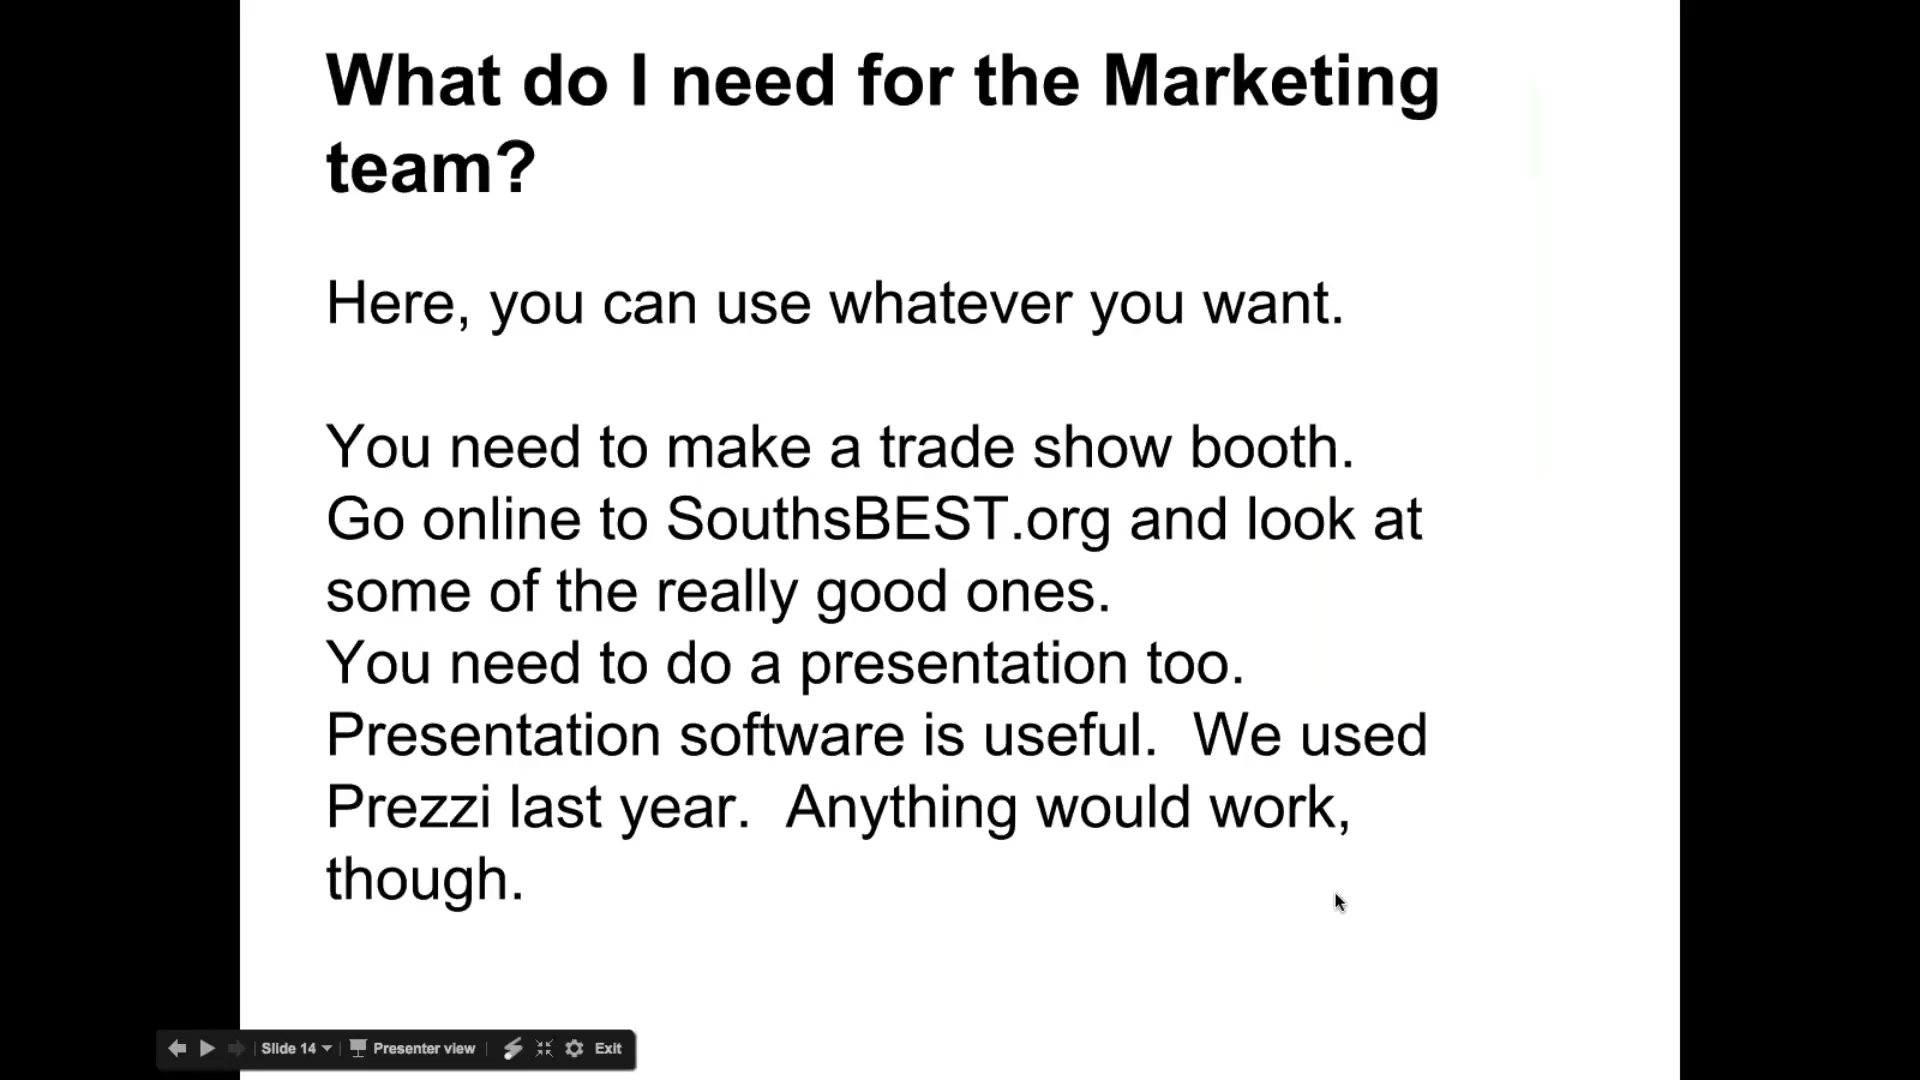 What do I need for the Marketing
team?
Here, you can use whatever you want.
You need to make a trade show booth.
Go online to SouthsBEST.org and look at
some of the really good ones.
You need to do a presentation too.
Presentation software is useful.  We used
Prezzi last year.  Anything would work,
though.
Slide 14 Presenter view Exit